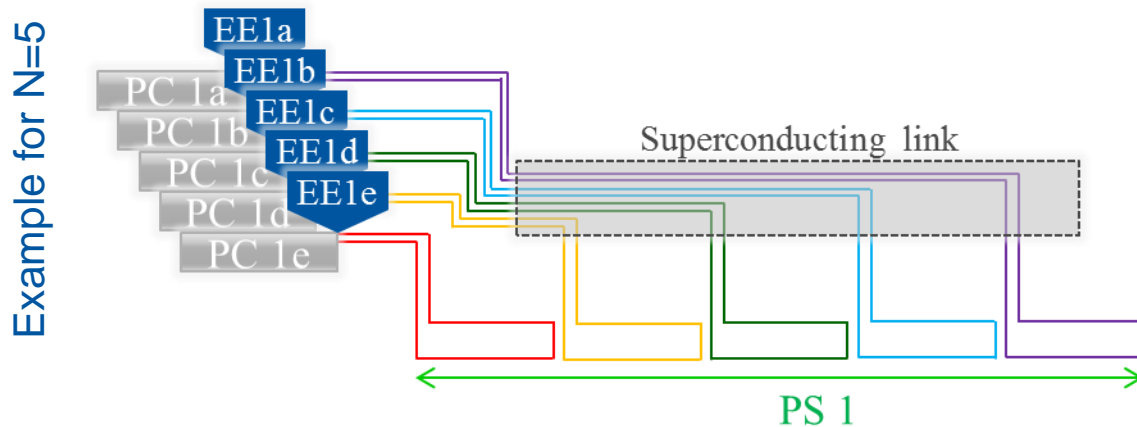 Example for N=5
EE1a
EE1b
PC 1a
EE1c
PC 1b
EE1d
PC 1c
EE1e
PC 1d
PC 1e
Superconducting link
PS 1